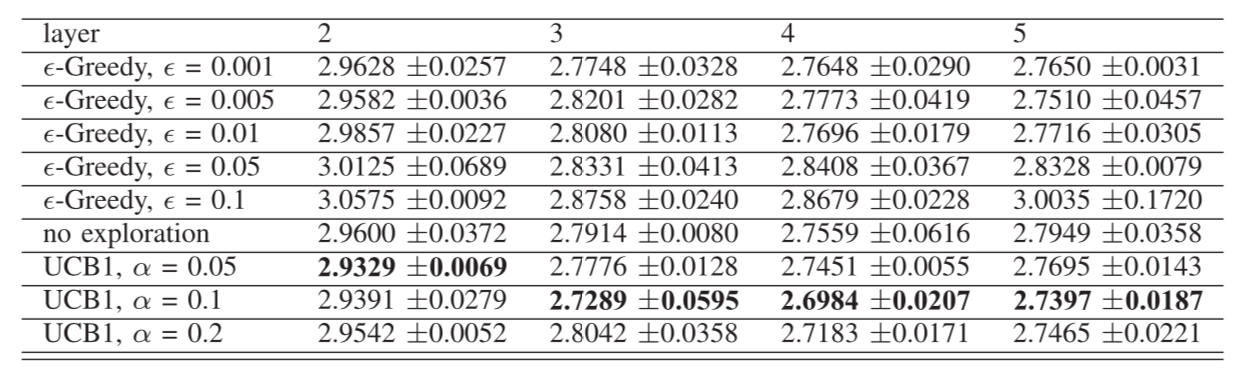 layer 2 3 4 5
ϵ-Greedy, ϵ = 0.001 2.9628 ±0.0257 2.7748 ±0.0328 2.7648 ±0.0290 2.7650 ±0.0031
ϵ-Greedy, ϵ = 0.005 2.9582 ±0.0036 2.8201 ±0.0282 2.7773 ±0.0419 2.7510 ±0.0457
ϵ-Greedy, ϵ = 0.01 2.9857 ±0.0227 2.8080 ±0.0113 2.7696 ±0.0179 2.7716 ±0.0305
ϵ-Greedy, ϵ = 0.05 3.0125 ±0.0689 2.8331 ±0.0413 2.8408 ±0.0367 2.8328 ±0.0079
ϵ-Greedy, ϵ = 0.1 3.0575 ±0.0092 2.8758 ±0.0240 2.8679 ±0.0228 3.0035 ±0.1720
no exploration 2.9600 ±0.0372 2.7914 ±0.0080 2.7559 ±0.0616 2.7949 ±0.0358
UCB1, α = 0.05 2.9329 ±0.0069 2.7776 ±0.0128 2.7451 ±0.0055 2.7695 ±0.0143
UCB1, α = 0.1 2.9391 ±0.0279 2.7289 ±0.0595 2.6984 ±0.0207 2.7397 ±0.0187
UCB1, α = 0.2 2.9542 ±0.0052 2.8042 ±0.0358 2.7183 ±0.0171 2.7465 ±0.0221